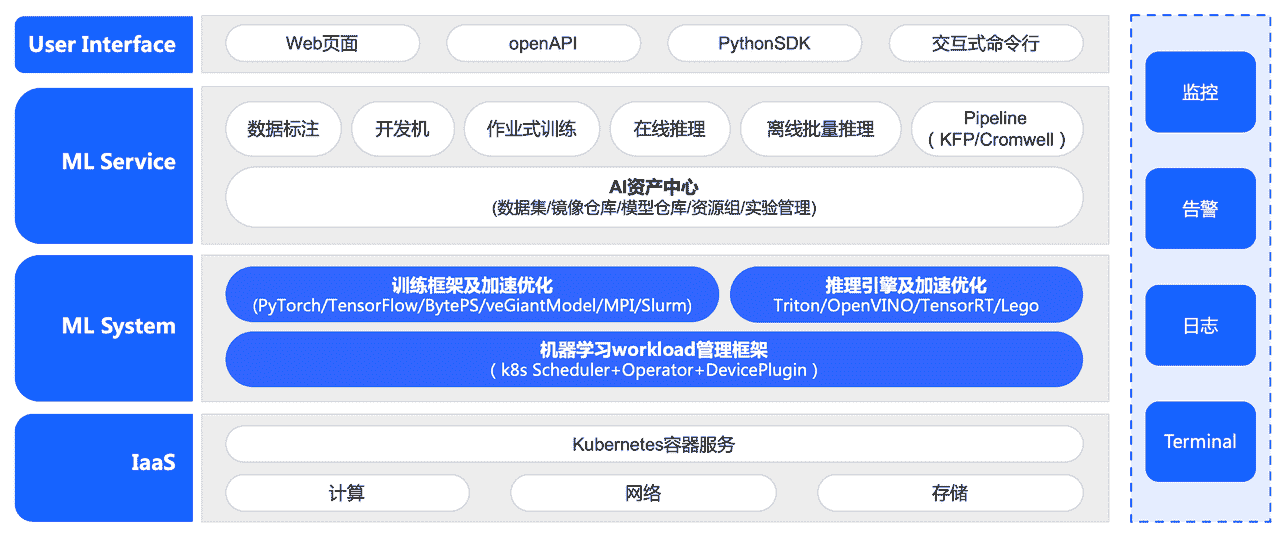 User Interface
Web页面
openAPI
PythonSDK
交互式命令行
ML Service
数据标注
开发机
作业式训练
在线推理
离线批量推理
Pipeline
( KFP/Cromwell )
AI资产中心
(数据集/镜像仓库/模型仓库/资源组/实验管理)
ML System
训练框架及加速优化
(PyTorch/TensorFlow/BytePS/veGiantModel/MPI/Slurm)
推理引擎及加速优化
Triton/OpenVINO/TensorRT/Lego
机器学习workload管理框架
( k8s Scheduler+Operator+DevicePlugin )
IaaS
Kubernetes容器服务
计算
网络
存储
监控
告警
日志
Terminal